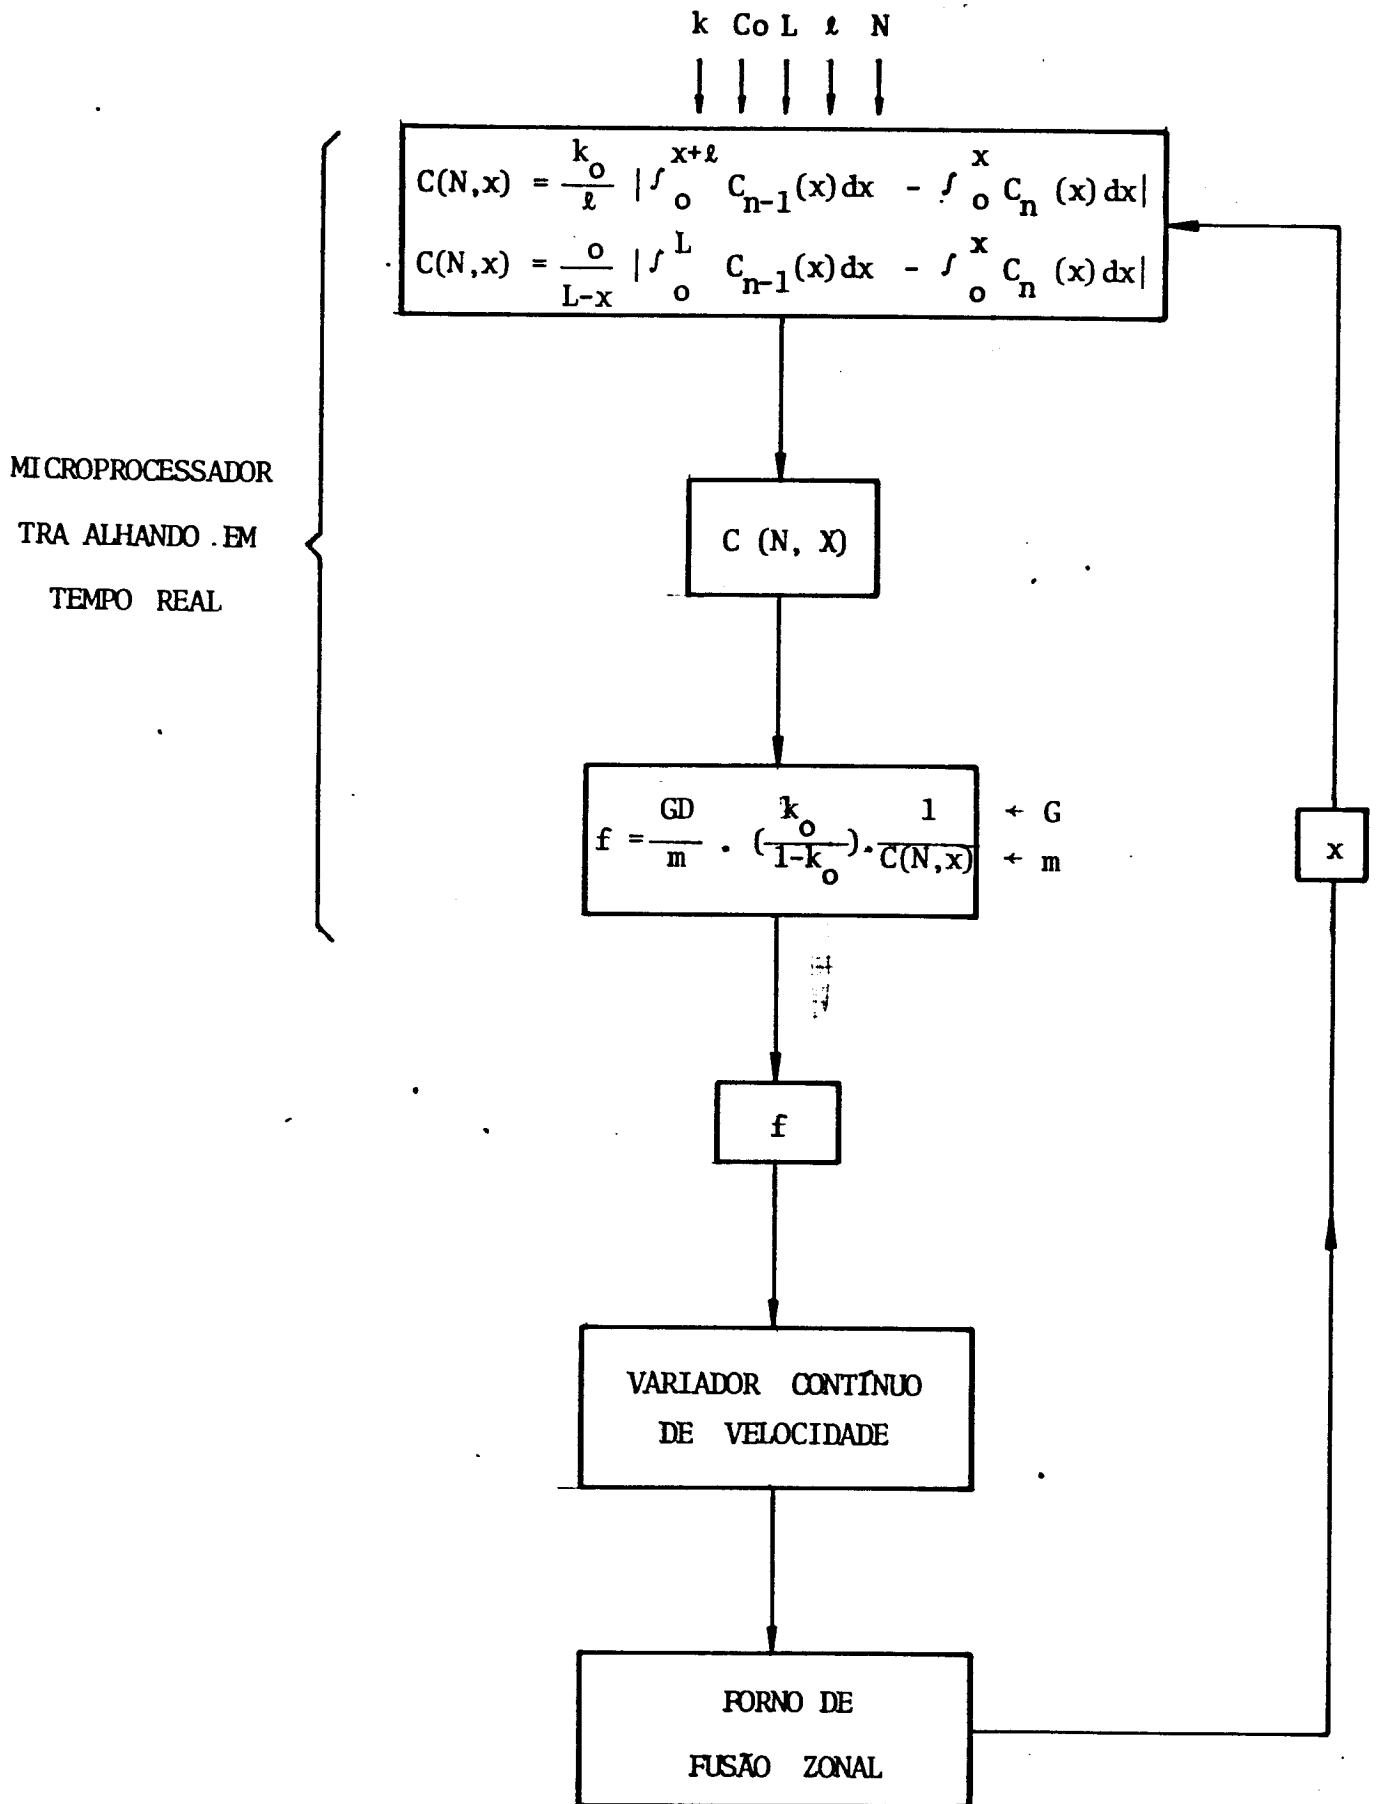 k Co L ℓ N
C(N,x) = k_o/ℓ |∫_o^{x+ℓ} C_{n-1}(x)dx - ∫_o^x C_n (x)dx|
C(N,x) = o/(L-x) |∫_o^L C_{n-1}(x)dx - ∫_o^x C_n (x)dx|
MICROPROCESSADOR
TRA ALHANDO EM
TEMPO REAL
C (N, X)
f = GD/m . (k_o/(1-k_o)) . 1/C(N,x) ← G ← m
x
f
VARIADOR CONTÍNUO
DE VELOCIDADE
FORNO DE
FUSÃO ZONAL